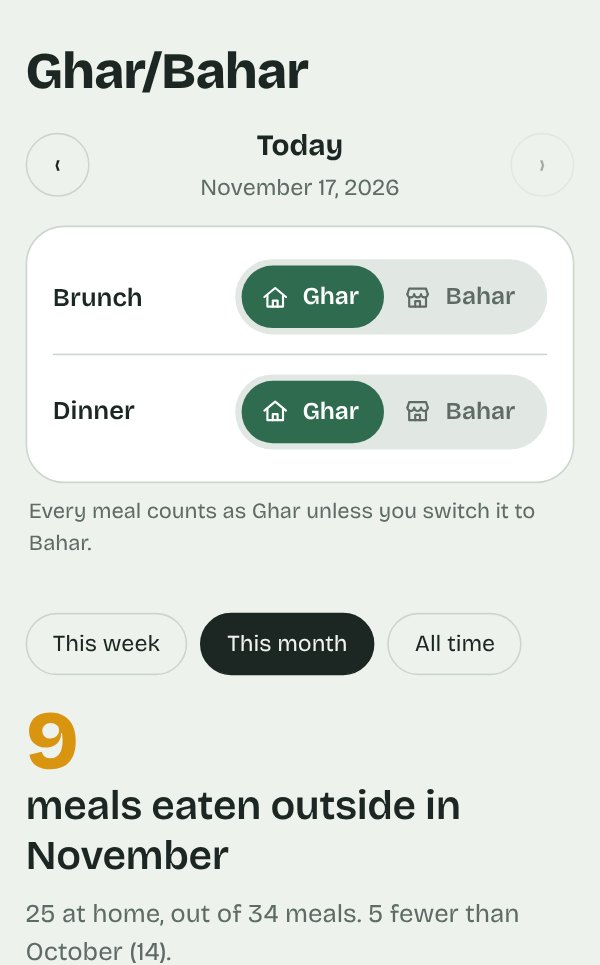 Ghar/Bahar
‹
Today
›
November 17, 2026
Brunch
Ghar
Bahar
Dinner
Ghar
Bahar
Every meal counts as Ghar unless you switch it to
Bahar.
This week
This month
All time
9
meals eaten outside in
November
25 at home, out of 34 meals. 5 fewer than
October (14).